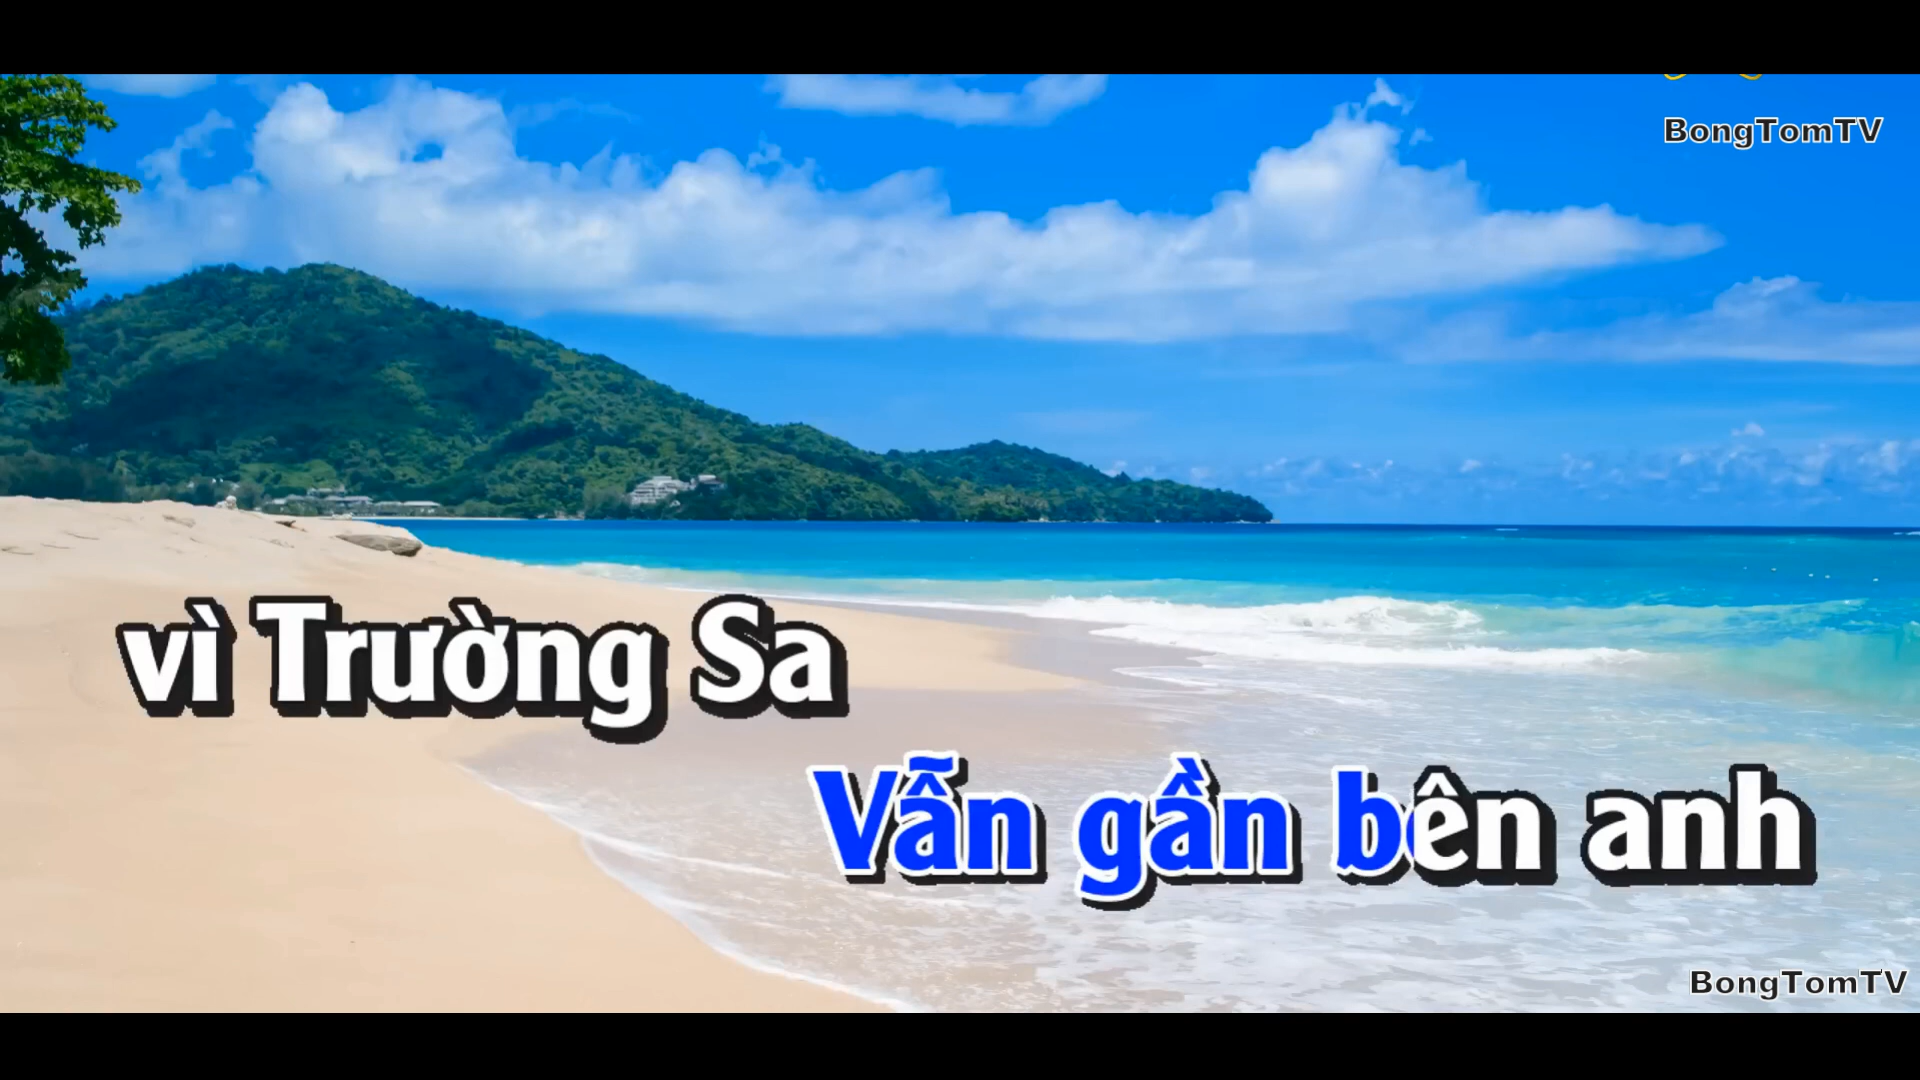 BongTomTV
vì Trường Sa
Vẫn gần bên anh
BongTomTV